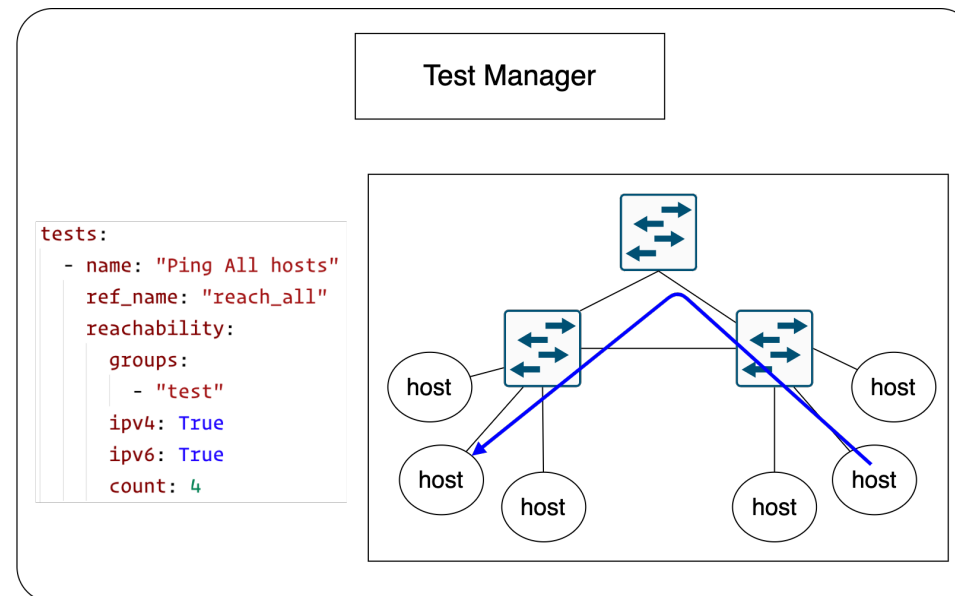 Test Manager
tests:
  - name: "Ping All hosts"
    ref_name: "reach_all"
    reachability:
      groups:
        - "test"
      ipv4: True
      ipv6: True
      count: 4
host
host
host
host
host
host